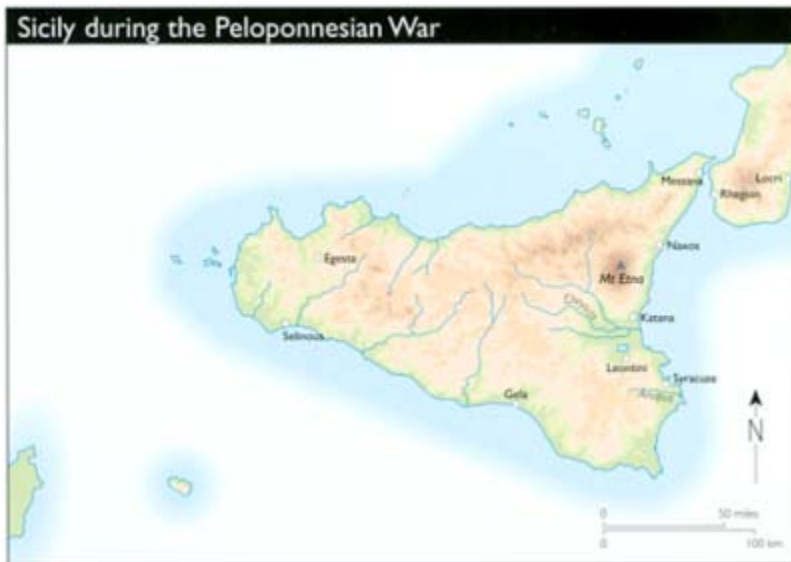 Sicily during the Peloponnesian War
Messana
Locri
Rhegion
Naxos
Egesta
Mt Etna
Katana
Selinous
Leontini
Syracuse
Gela
N
0 50 miles
0 100 km